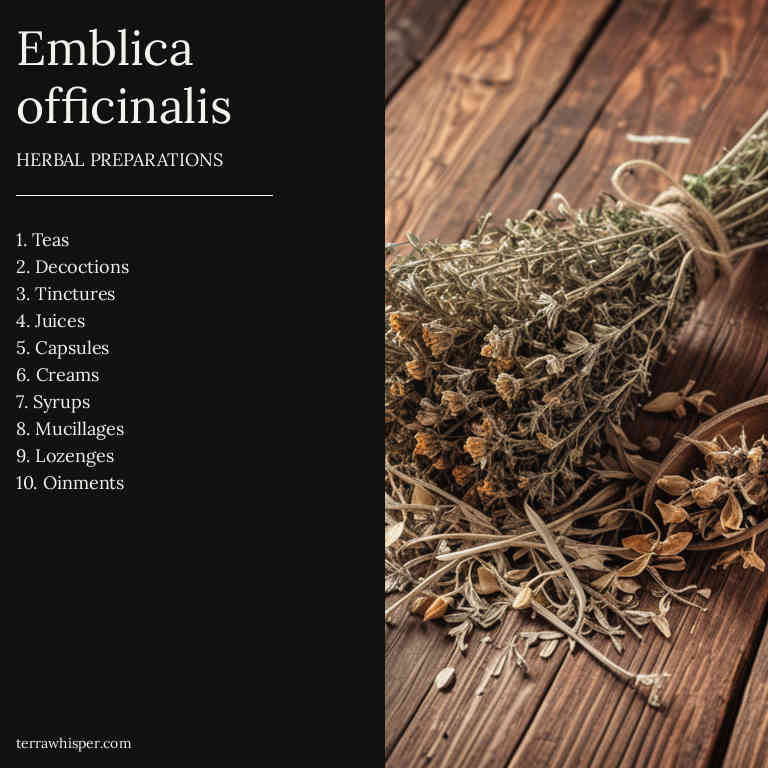 Emblica
officinalis
HERBAL PREPARATIONS
1. Teas
2. Decoctions
3. Tinctures
4. Juices
5. Capsules
6. Creams
7. Syrups
8. Mucillages
9. Lozenges
10. Oinments
terrawhisper.com